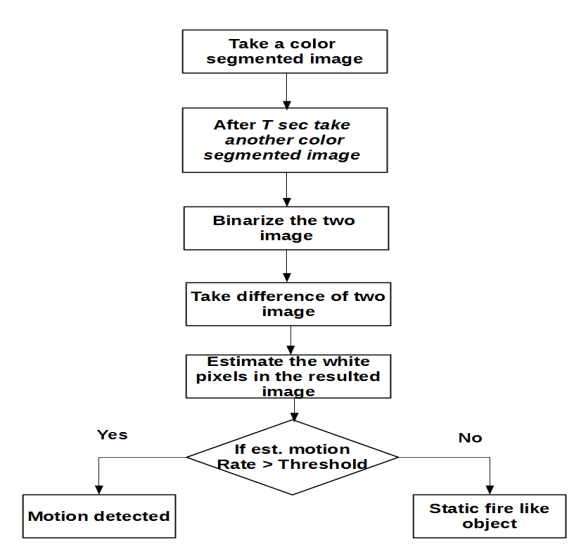 Take a color
segmented image
After T sec take
another color
segmented image
Binarize the two
image
Take difference of two
image
Estimate the white
pixels in the resulted
image
If est. motion
Rate > Threshold
Yes
No
Motion detected
Static fire like
object